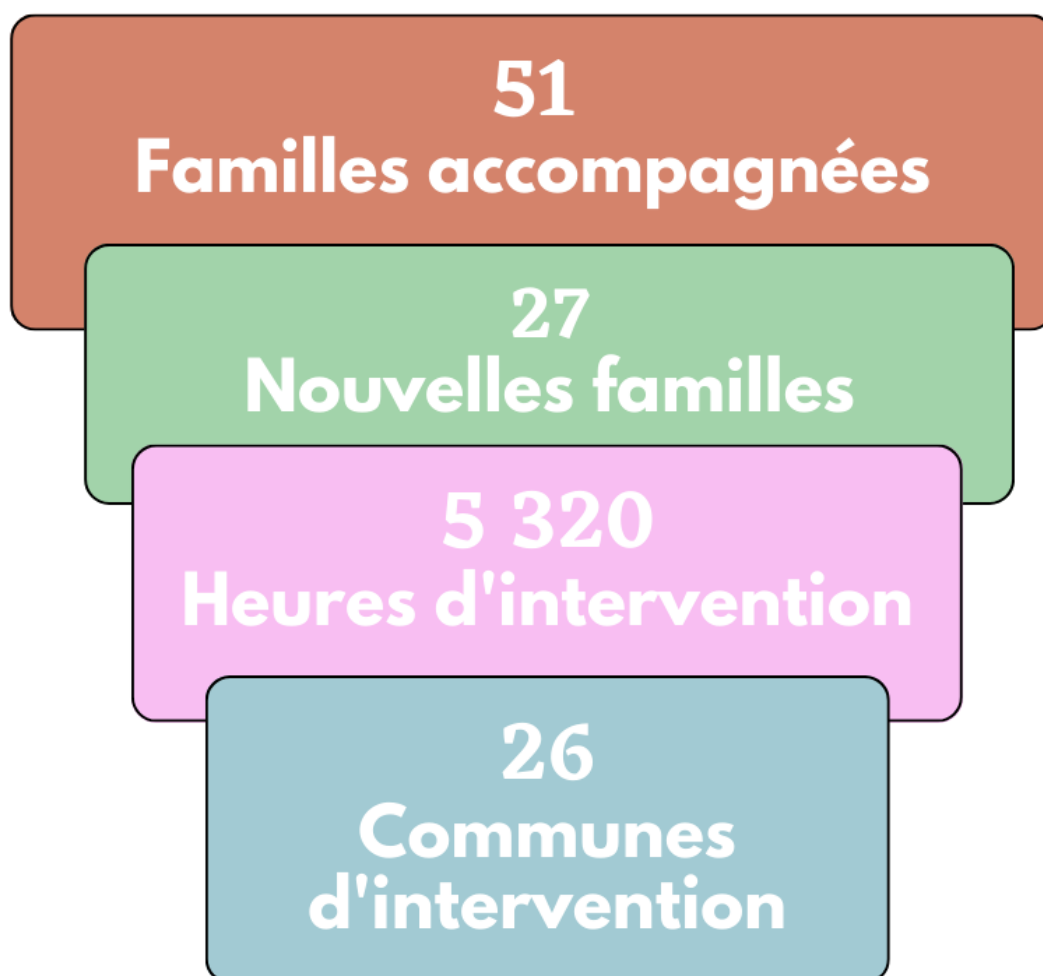 51
Familles accompagnées
27
Nouvelles familles
5 320
Heures d'intervention
26
Communes
d'intervention